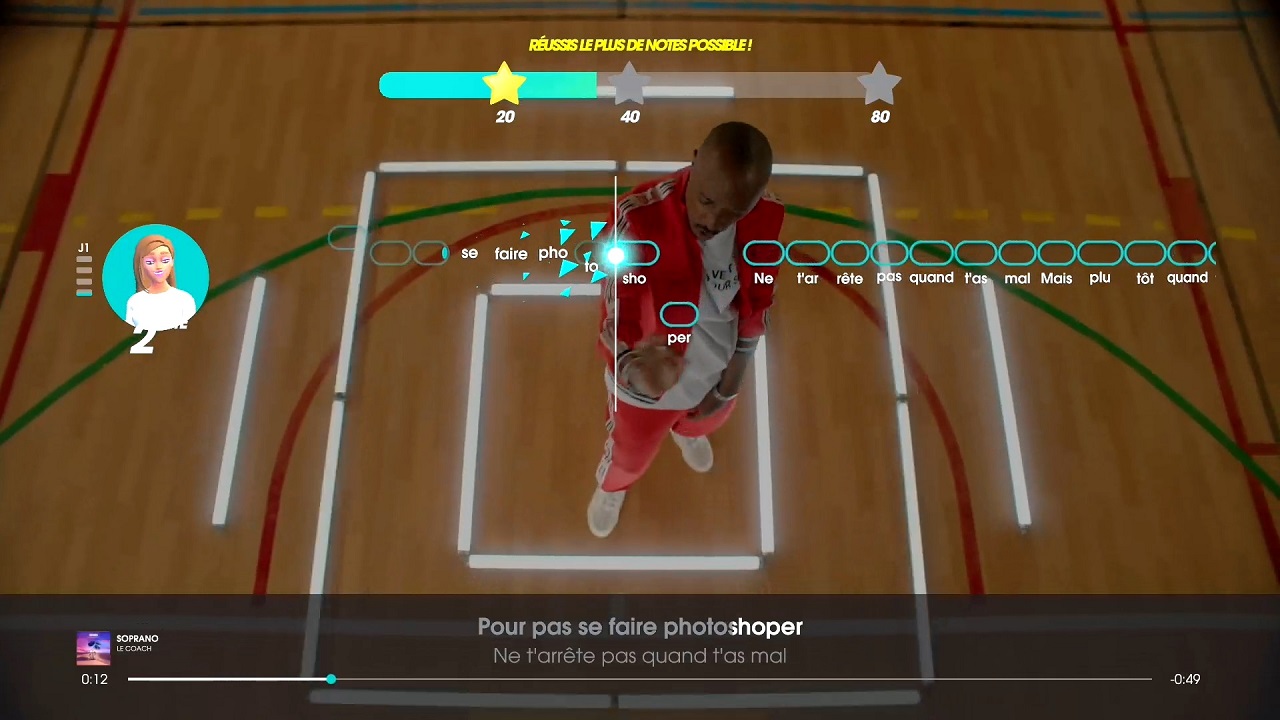 RÉUSSIS LE PLUS DE NOTES POSSIBLE !
20 40 80
J1
se faire pho to sho
per
Ne t'ar rête pas quand t'as mal Mais plu tôt quand
2
Pour pas se faire photoshoper
Ne t'arrête pas quand t'as mal
SOPRANO
LE COACH
0:12 -0:49